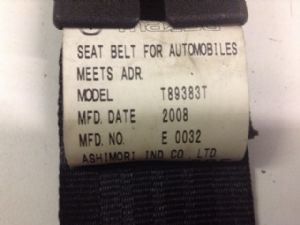 SEAT BELT FOR AUTOMOBILES
MEETS ADR.
MODEL T89383T
MFD. DATE 2008
MFD. NO. E 0032
ASHIMORI IND CO., LTD